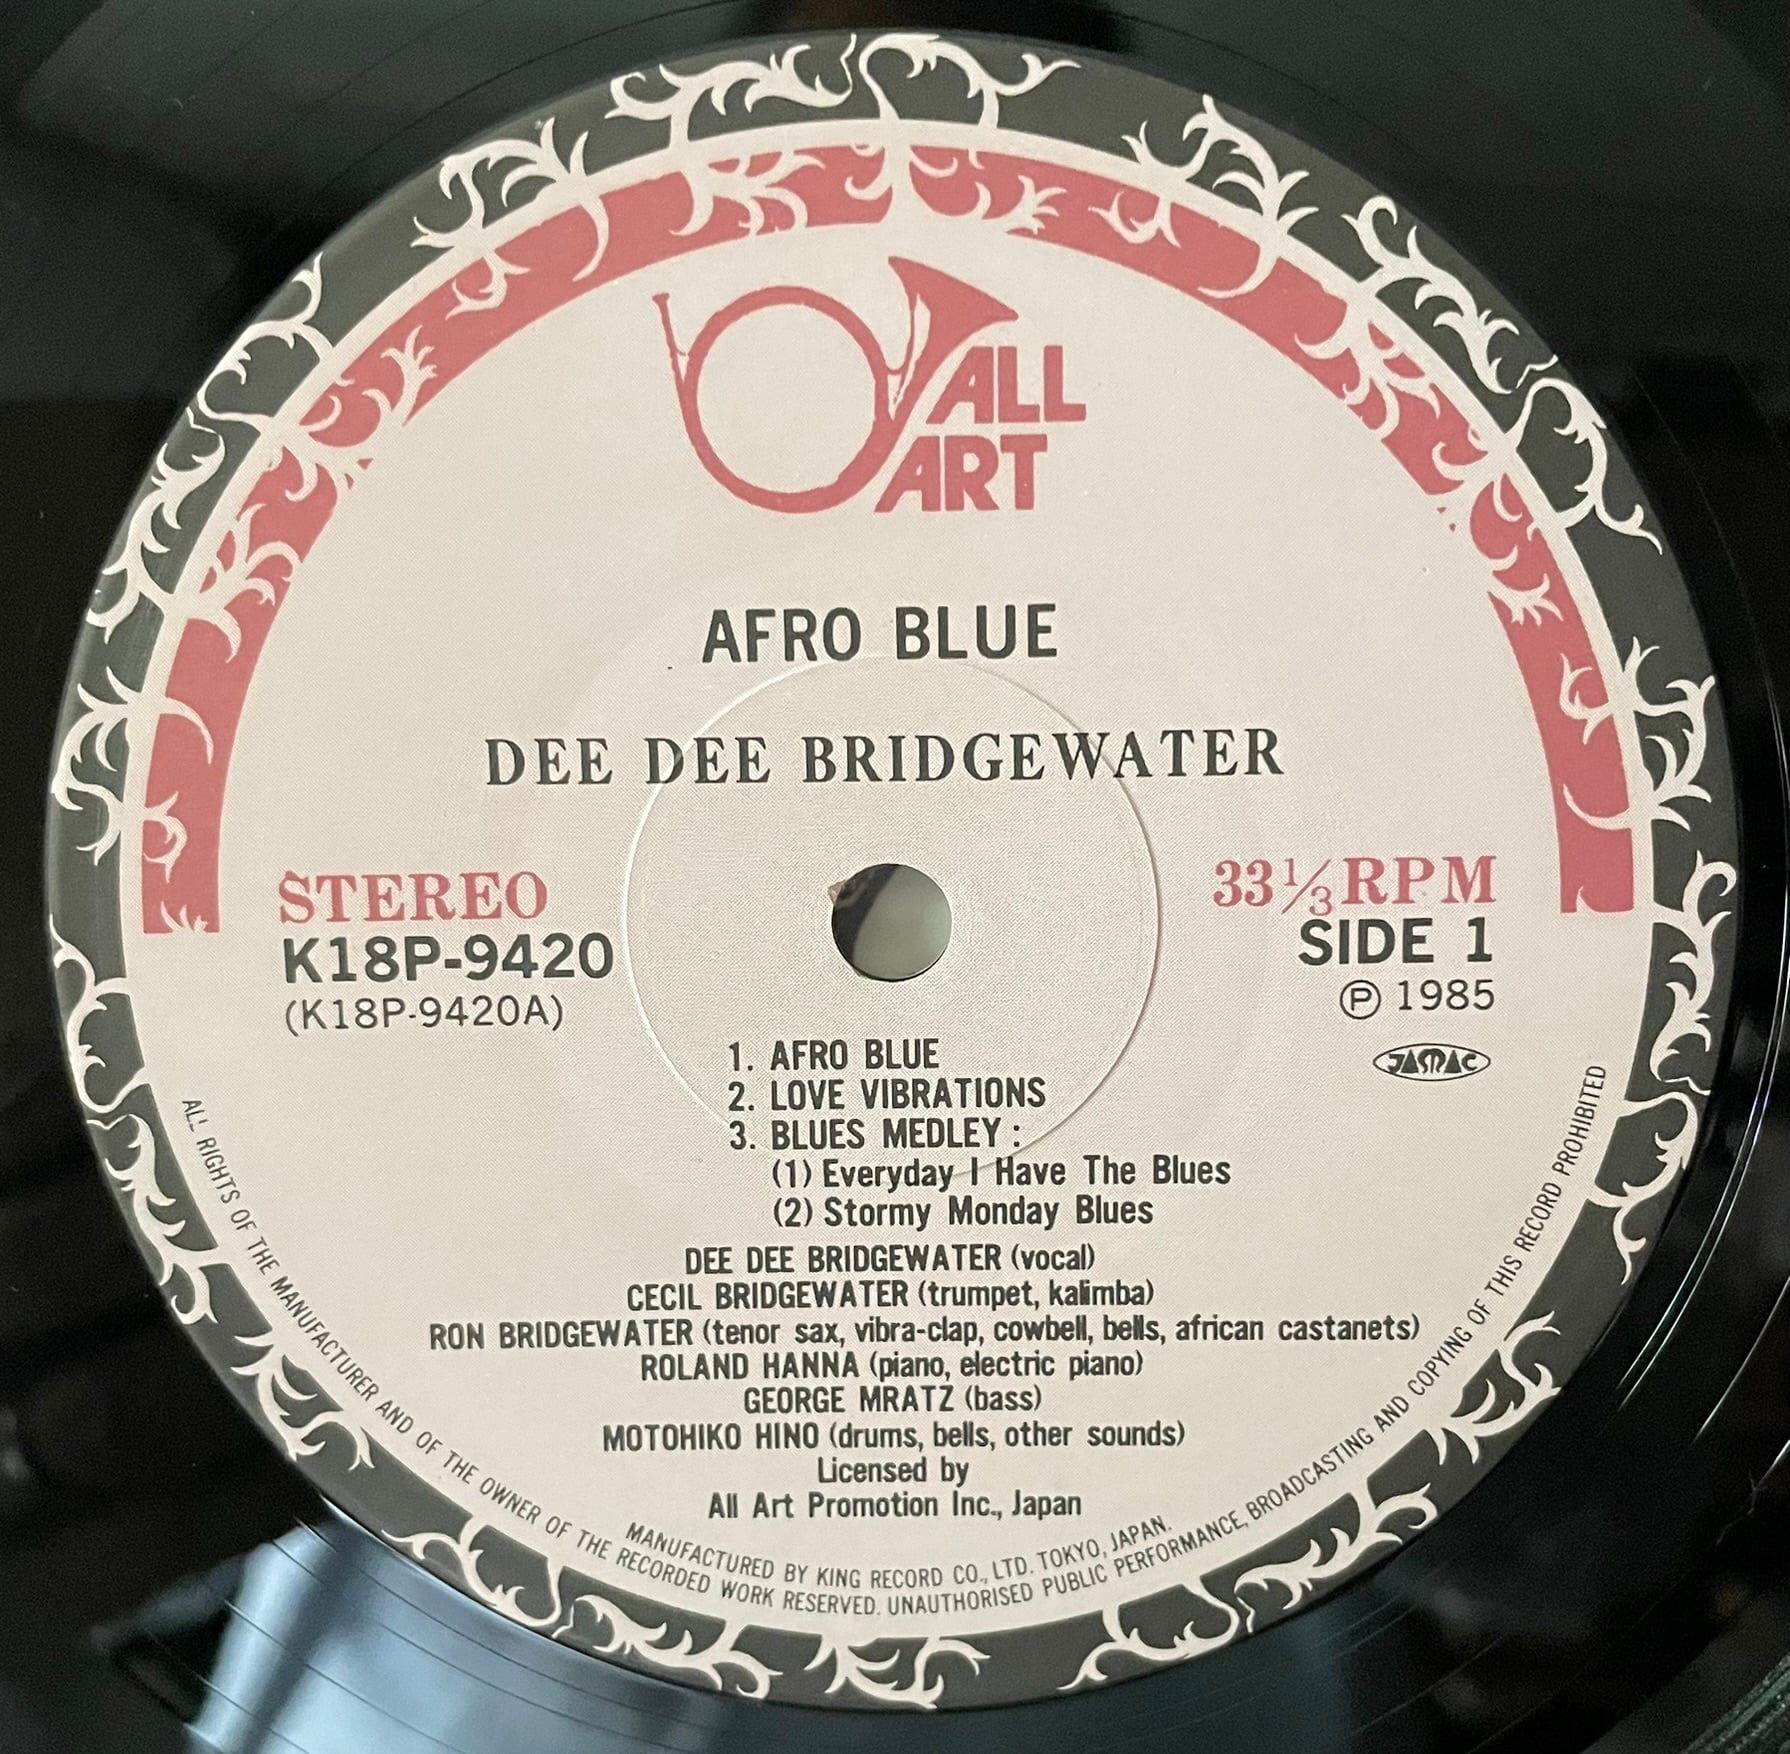 ALL
ART
AFRO BLUE
DEE DEE BRIDGEWATER
STEREO
K18P-9420
(K18P-9420A)
33⅓ RPM
SIDE 1
Ⓟ 1985
JASRAC
1. AFRO BLUE
2. LOVE VIBRATIONS
3. BLUES MEDLEY :
(1) Everyday I Have The Blues
(2) Stormy Monday Blues
DEE DEE BRIDGEWATER (vocal)
CECIL BRIDGEWATER (trumpet, kalimba)
RON BRIDGEWATER (tenor sax, vibra-clap, cowbell, bells, african castanets)
ROLAND HANNA (piano, electric piano)
GEORGE MRATZ (bass)
MOTOHIKO HINO (drums, bells, other sounds)
Licensed by
All Art Promotion Inc., Japan
MANUFACTURED BY KING RECORD CO., LTD. TOKYO, JAPAN.
ALL RIGHTS OF THE MANUFACTURER AND OF THE OWNER OF THE RECORDED WORK RESERVED. UNAUTHORISED PUBLIC PERFORMANCE, BROADCASTING AND COPYING OF THIS RECORD PROHIBITED